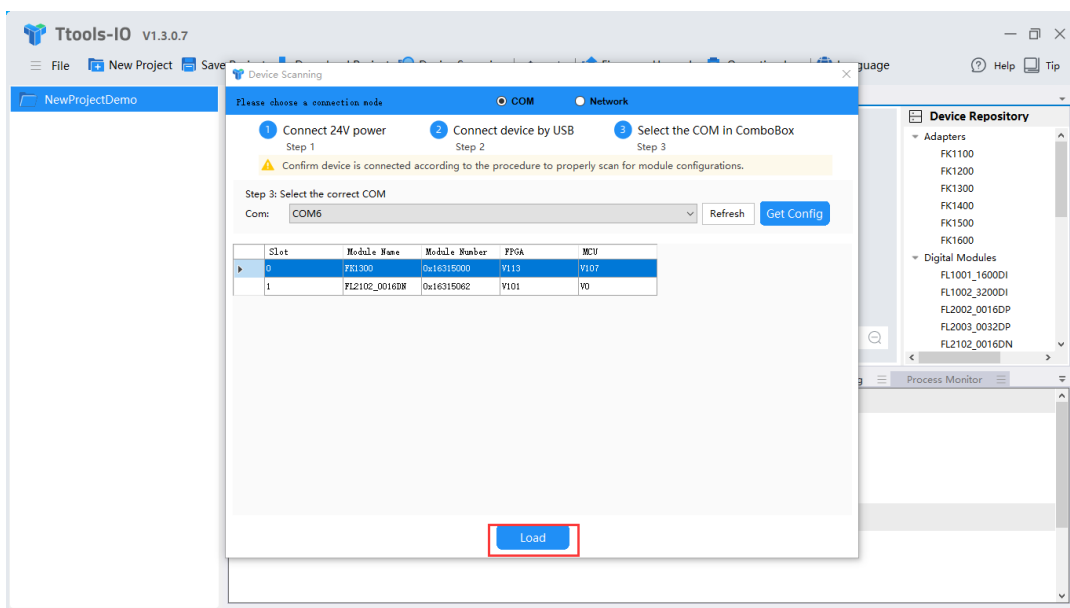 Ttools-IO V1.3.0.7
File New Project Save
guage
Help Tip
Device Scanning
NewProjectDemo
Please choose a connection mode COM Network
1 Connect 24V power 2 Connect device by USB 3 Select the COM in ComboBox
Step 1 Step 2 Step 3
Confirm device is connected according to the procedure to properly scan for module configurations.
Step 3: Select the correct COM
Com: COM6 Refresh Get Config
Slot Module Name Module Number FPGA MCU
0 FK1300 0x16315000 V113 V107
1 FL2102_0016DN 0x16315062 V101 V0
Load
Device Repository
Adapters
FK1100
FK1200
FK1300
FK1400
FK1500
FK1600
Digital Modules
FL1001_1600DI
FL1002_3200DI
FL2002_0016DP
FL2003_0032DP
FL2102_0016DN
g Process Monitor